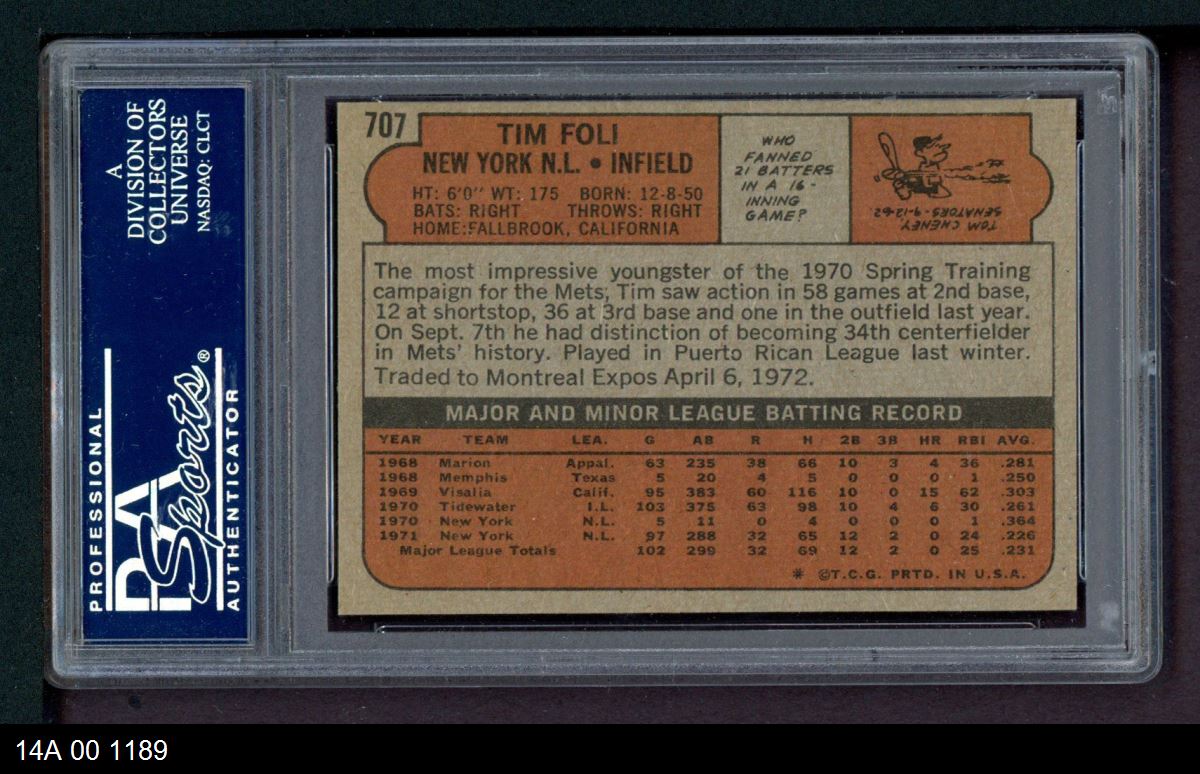 A
DIVISION OF
COLLECTORS
UNIVERSE
NASDAQ: CLCT
PROFESSIONAL
PSA
Sports®
AUTHENTICATOR
707
TIM FOLI
NEW YORK N.L. • INFIELD
HT: 6'0" WT: 175 BORN: 12-8-50
BATS: RIGHT THROWS: RIGHT
HOME:FALLBROOK, CALIFORNIA
WHO
FANNED
21 BATTERS
IN A 16-
INNING
GAME?
TOM CHENEY
SENATORS-9-12-62
The most impressive youngster of the 1970 Spring Training
campaign for the Mets, Tim saw action in 58 games at 2nd base,
12 at shortstop, 36 at 3rd base and one in the outfield last year.
On Sept. 7th he had distinction of becoming 34th centerfielder
in Mets' history. Played in Puerto Rican League last winter.
Traded to Montreal Expos April 6, 1972.
MAJOR AND MINOR LEAGUE BATTING RECORD
YEAR TEAM LEA. G AB R H 2B 3B HR RBI AVG.
1968 Marion Appal. 63 235 38 66 10 3 4 36 .281
1968 Memphis Texas 5 20 4 5 0 0 0 1 .250
1969 Visalia Calif. 95 383 60 116 10 0 15 62 .303
1970 Tidewater I.L. 103 375 63 98 10 4 6 30 .261
1970 New York N.L. 5 11 0 4 0 0 0 1 .364
1971 New York N.L. 97 288 32 65 12 2 0 24 .226
Major League Totals 102 299 32 69 12 2 0 25 .231
* ©T.C.G. PRTD. IN U.S.A.
14A 00 1189